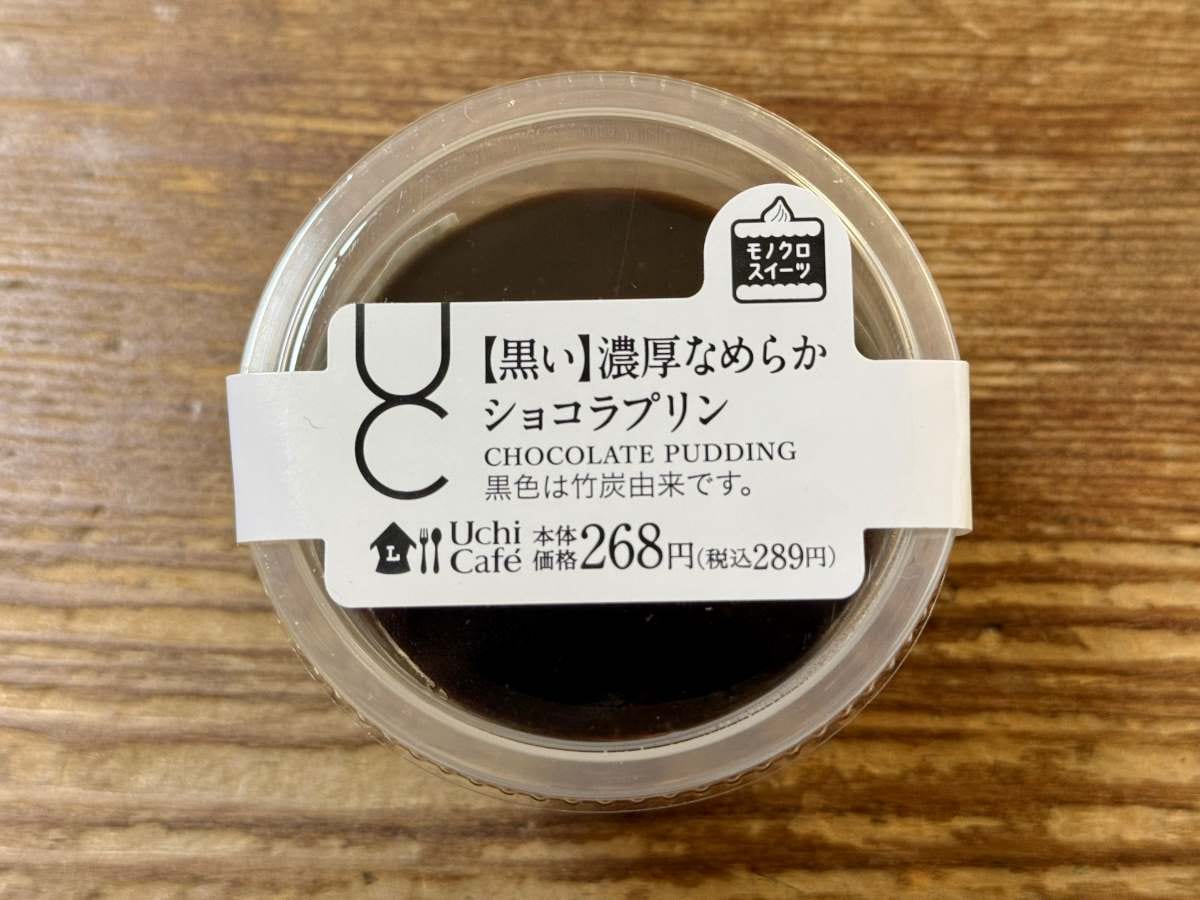 モノクロ
スイーツ
UC
【黒い】濃厚なめらか
ショコラプリン
CHOCOLATE PUDDING
黒色は竹炭由来です。
L Uchi Café 本体価格268円(税込289円)